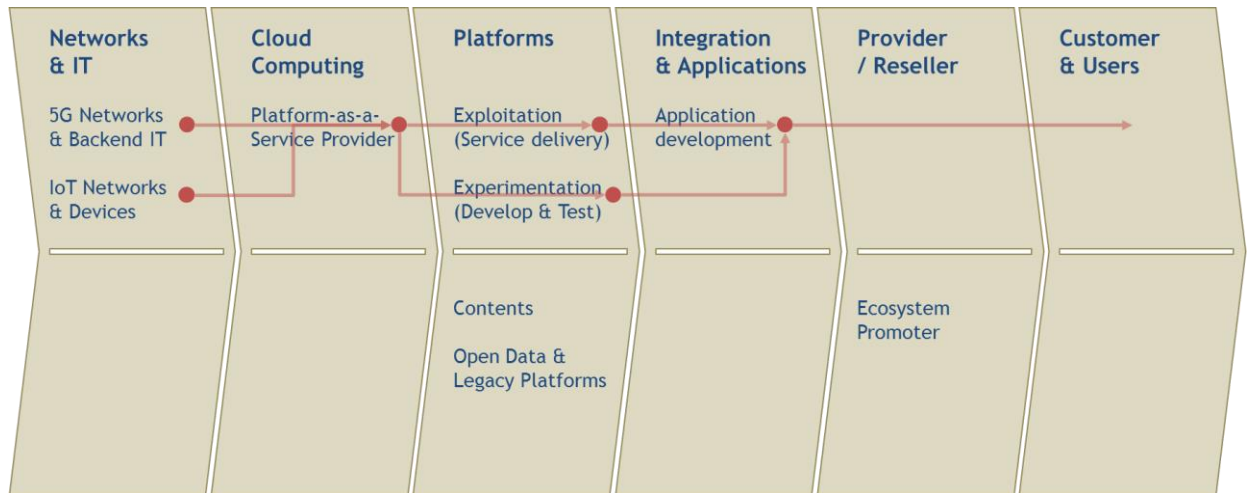 Networks
& IT
Cloud
Computing
Platforms
Integration
& Applications
Provider
/ Reseller
Customer
& Users
5G Networks
& Backend IT
IoT Networks
& Devices
Platform-as-a-
Service Provider
Exploitation
(Service delivery)
Experimentation
(Develop & Test)
Application
development
Contents
Open Data &
Legacy Platforms
Ecosystem
Promoter